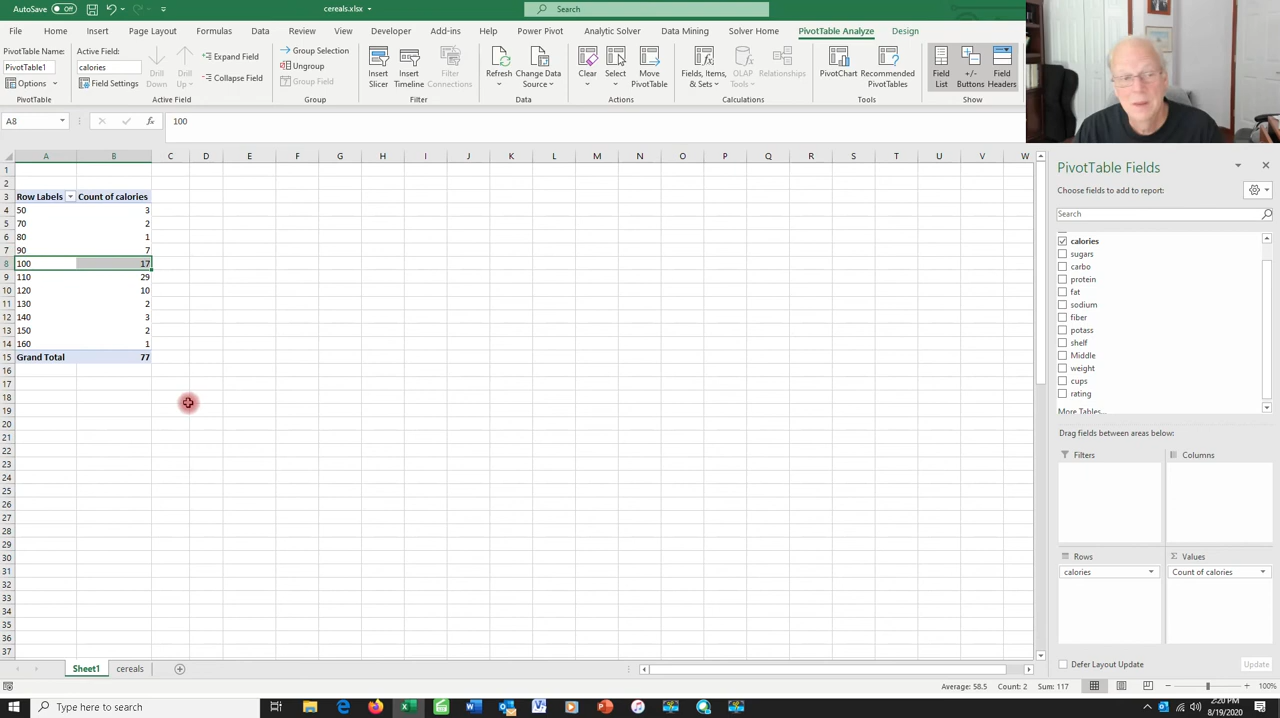 AutoSave Off
cereals.xlsx
Search
File Home Insert Page Layout Formulas Data Review View Developer Add-ins Help Power Pivot Analytic Solver Data Mining Solver Home PivotTable Analyze Design
PivotTable Name:
PivotTable1
Options
PivotTable
Active Field:
calories
Field Settings
Drill Down
Drill Up
Expand Field
Collapse Field
Active Field
Group Selection
Ungroup
Group Field
Group
Insert Slicer
Insert Timeline
Filter Connections
Filter
Refresh
Change Data Source
Data
Clear
Select
Move PivotTable
Actions
Fields, Items, & Sets
OLAP Tools
Relationships
Calculations
PivotChart
Recommended PivotTables
Tools
Field List
+/- Buttons
Field Headers
Show
A8
fx
100
A B C D E F G H I J K L M N O P Q R S T U V W
1
2
3 Row Labels Count of calories
4 50 3
5 70 2
6 80 1
7 90 7
8 100 17
9 110 29
10 120 10
11 130 2
12 140 3
13 150 2
14 160 1
15 Grand Total 77
16
17
18
19
20
21
22
23
24
25
26
27
28
29
30
31
32
33
34
35
36
37
PivotTable Fields
Choose fields to add to report:
Search
calories
sugars
carbo
protein
fat
sodium
fiber
potass
shelf
Middle
weight
cups
rating
More Tables...
Drag fields between areas below:
Filters
Columns
Rows
calories
Σ Values
Count of calories
Defer Layout Update
Update
Sheet1 cereals
Average: 58.5 Count: 2 Sum: 117
100%
Type here to search
2:20 PM
8/19/2020